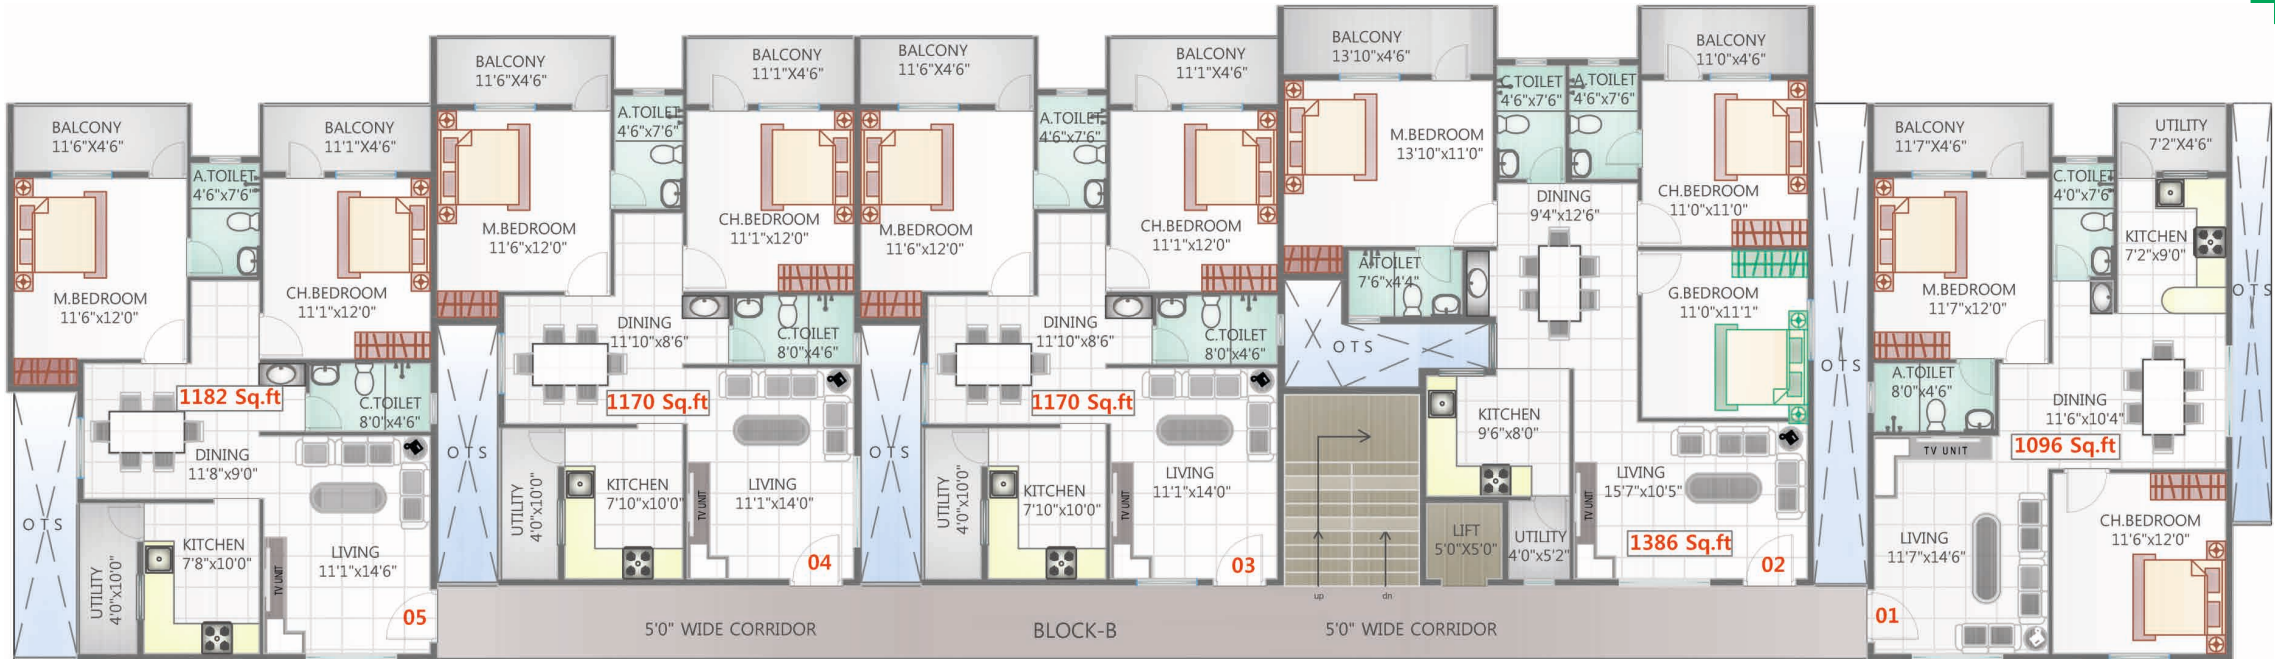 BALCONY
11'6"X4'6"
BALCONY
11'1"X4'6"
A.TOILET
4'6"x7'6"
M.BEDROOM
11'6"x12'0"
CH.BEDROOM
11'1"x12'0"
1182 Sq.ft
C.TOILET
8'0"x4'6"
DINING
11'8"x9'0"
OTS
UTILITY
4'0"x10'0"
KITCHEN
7'8"x10'0"
TV UNIT
LIVING
11'1"x14'6"
05
BALCONY
11'6"X4'6"
BALCONY
11'1"X4'6"
A.TOILET
4'6"x7'6"
M.BEDROOM
11'6"x12'0"
CH.BEDROOM
11'1"x12'0"
DINING
11'10"x8'6"
C.TOILET
8'0"x4'6"
1170 Sq.ft
OTS
UTILITY
4'0"x10'0"
KITCHEN
7'10"x10'0"
TV UNIT
LIVING
11'1"x14'0"
04
BALCONY
11'6"X4'6"
BALCONY
11'1"X4'6"
A.TOILET
4'6"x7'6"
M.BEDROOM
11'6"x12'0"
CH.BEDROOM
11'1"x12'0"
DINING
11'10"x8'6"
C.TOILET
8'0"x4'6"
1170 Sq.ft
OTS
UTILITY
4'0"x10'0"
KITCHEN
7'10"x10'0"
TV UNIT
LIVING
11'1"x14'0"
03
BALCONY
13'10"x4'6"
BALCONY
11'0"x4'6"
C.TOILET
4'6"x7'6"
A.TOILET
4'6"x7'6"
M.BEDROOM
13'10"x11'0"
DINING
9'4"x12'6"
CH.BEDROOM
11'0"x11'0"
A.TOILET
7'6"x4'4"
G.BEDROOM
11'0"x11'1"
OTS
KITCHEN
9'6"x8'0"
LIVING
15'7"x10'5"
TV UNIT
LIFT
5'0"X5'0"
UTILITY
4'0"x5'2"
1386 Sq.ft
02
up
dn
OTS
BALCONY
11'7"X4'6"
UTILITY
7'2"X4'6"
C.TOILET
4'0"x7'6"
KITCHEN
7'2"x9'0"
M.BEDROOM
11'7"x12'0"
OTS
A.TOILET
8'0"x4'6"
DINING
11'6"x10'4"
TV UNIT
1096 Sq.ft
LIVING
11'7"x14'6"
CH.BEDROOM
11'6"x12'0"
01
5'0" WIDE CORRIDOR
BLOCK-B
5'0" WIDE CORRIDOR